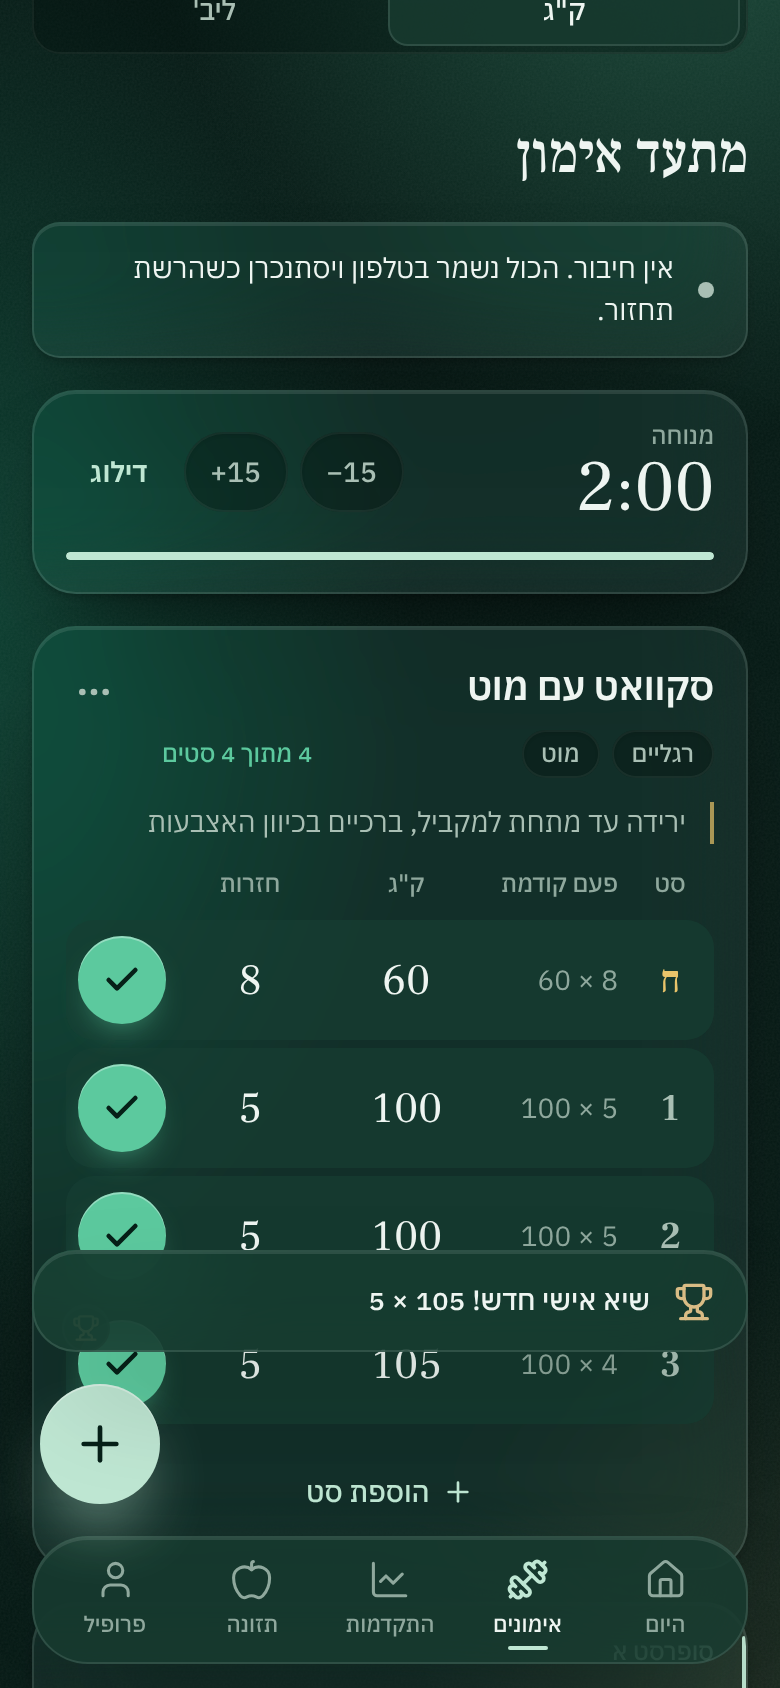 ק"ג
ליב'
מתעד אימון
אין חיבור. הכול נשמר בטלפון ויסתנכרן כשהרשת
תחזור.
מנוחה
2:00
−15
+15
דילוג
סקוואט עם מוט
רגליים
מוט
4 מתוך 4 סטים
ירידה עד מתחת למקביל, ברכיים בכיוון האצבעות
סט
פעם קודמת
ק"ג
חזרות
ח
60 × 8
60
8
1
100 × 5
100
5
2
100 × 5
100
5
שיא אישי חדש! 105 × 5
3
100 × 4
105
5
+ הוספת סט
היום
אימונים
התקדמות
תזונה
פרופיל
סופרסט א